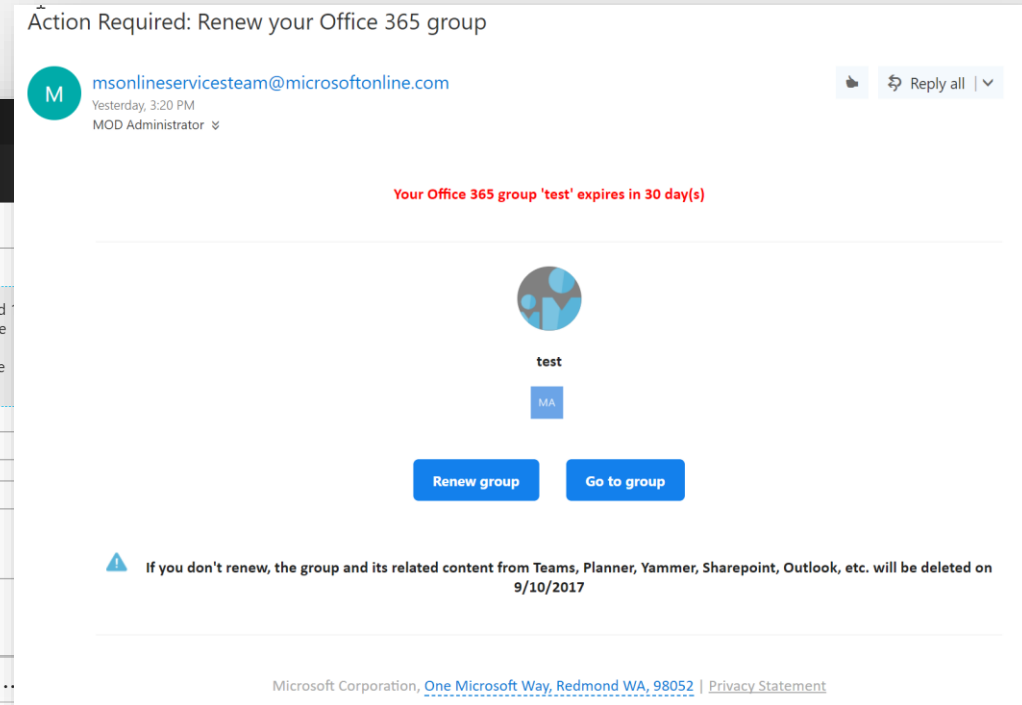 Action Required: Renew your Office 365 group
M
msonlineservicesteam@microsoftonline.com
Yesterday, 3:20 PM
MOD Administrator
Reply all
Your Office 365 group 'test' expires in 30 day(s)
test
MA
Renew group
Go to group
If you don't renew, the group and its related content from Teams, Planner, Yammer, Sharepoint, Outlook, etc. will be deleted on
9/10/2017
Microsoft Corporation, One Microsoft Way, Redmond WA, 98052 | Privacy Statement